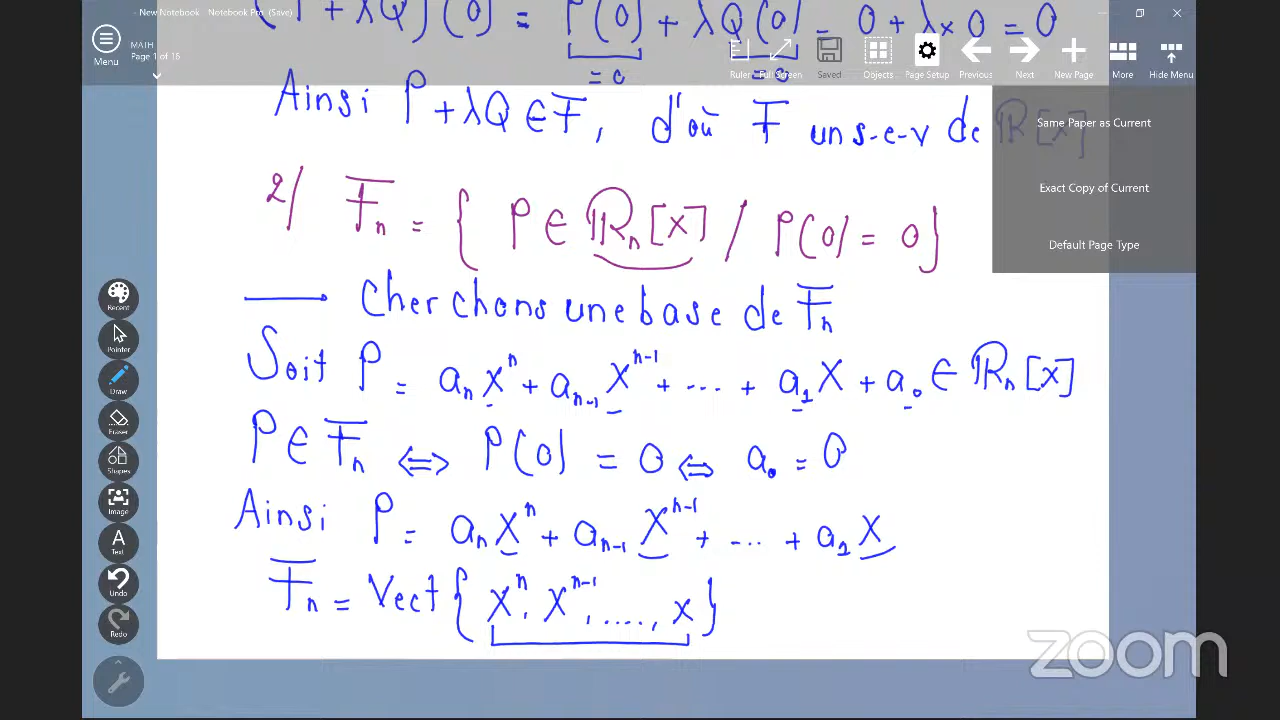 New Notebook - Notebook Pro (Save)
Menu
MATH
Page 1 of 16
Ruler
Full Screen
Saved
Objects
Page Setup
Previous
Next
New Page
More
Hide Menu
Same Paper as Current
Exact Copy of Current
Default Page Type
P + λQ)(0) = P(0) + λQ(0) = 0 + λ×0 = 0
=0 =0
Ainsi P + λQ ∈ F, d'où F un s-e-v de ℝ[X]
2/ Fₙ = { P ∈ ℝₙ[X] / P(0) = 0 }
Cherchons une base de Fₙ
Soit P = aₙXⁿ + aₙ₋₁Xⁿ⁻¹ + .... + a₁X + a₀ ∈ ℝₙ[X]
P ∈ Fₙ ⇔ P(0) = 0 ⇔ a₀ = 0
Ainsi P = aₙXⁿ + aₙ₋₁Xⁿ⁻¹ + .... + a₁X
Fₙ = Vect { Xⁿ, Xⁿ⁻¹, ....., X }
Recent
Pointer
Draw
Eraser
Shapes
Image
Text
Undo
Redo
zoom